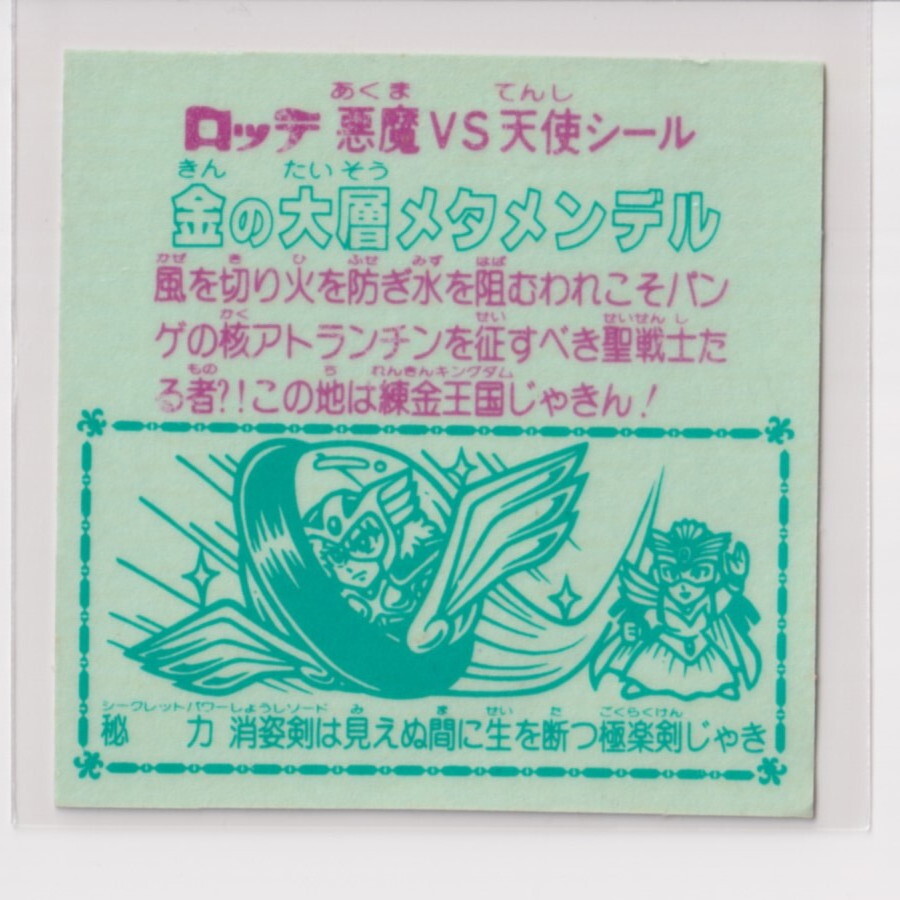 あくま てんし
ロッテ 悪魔VS天使シール
きん たいそう
金の大層メタメンデル
かぜ き ひ ふせ みず はば
風を切り火を防ぎ水を阻むわれこそバン
かく せい せいせんし
ゲの核アトランチンを征すべき聖戦士た
もの ち れんきんキングダム
る者?!この地は練金王国じゃきん!
シークレットパワー しょうしソード み ま せい た ごくらくけん
秘力 消姿剣は見えぬ間に生を断つ極楽剣じゃき